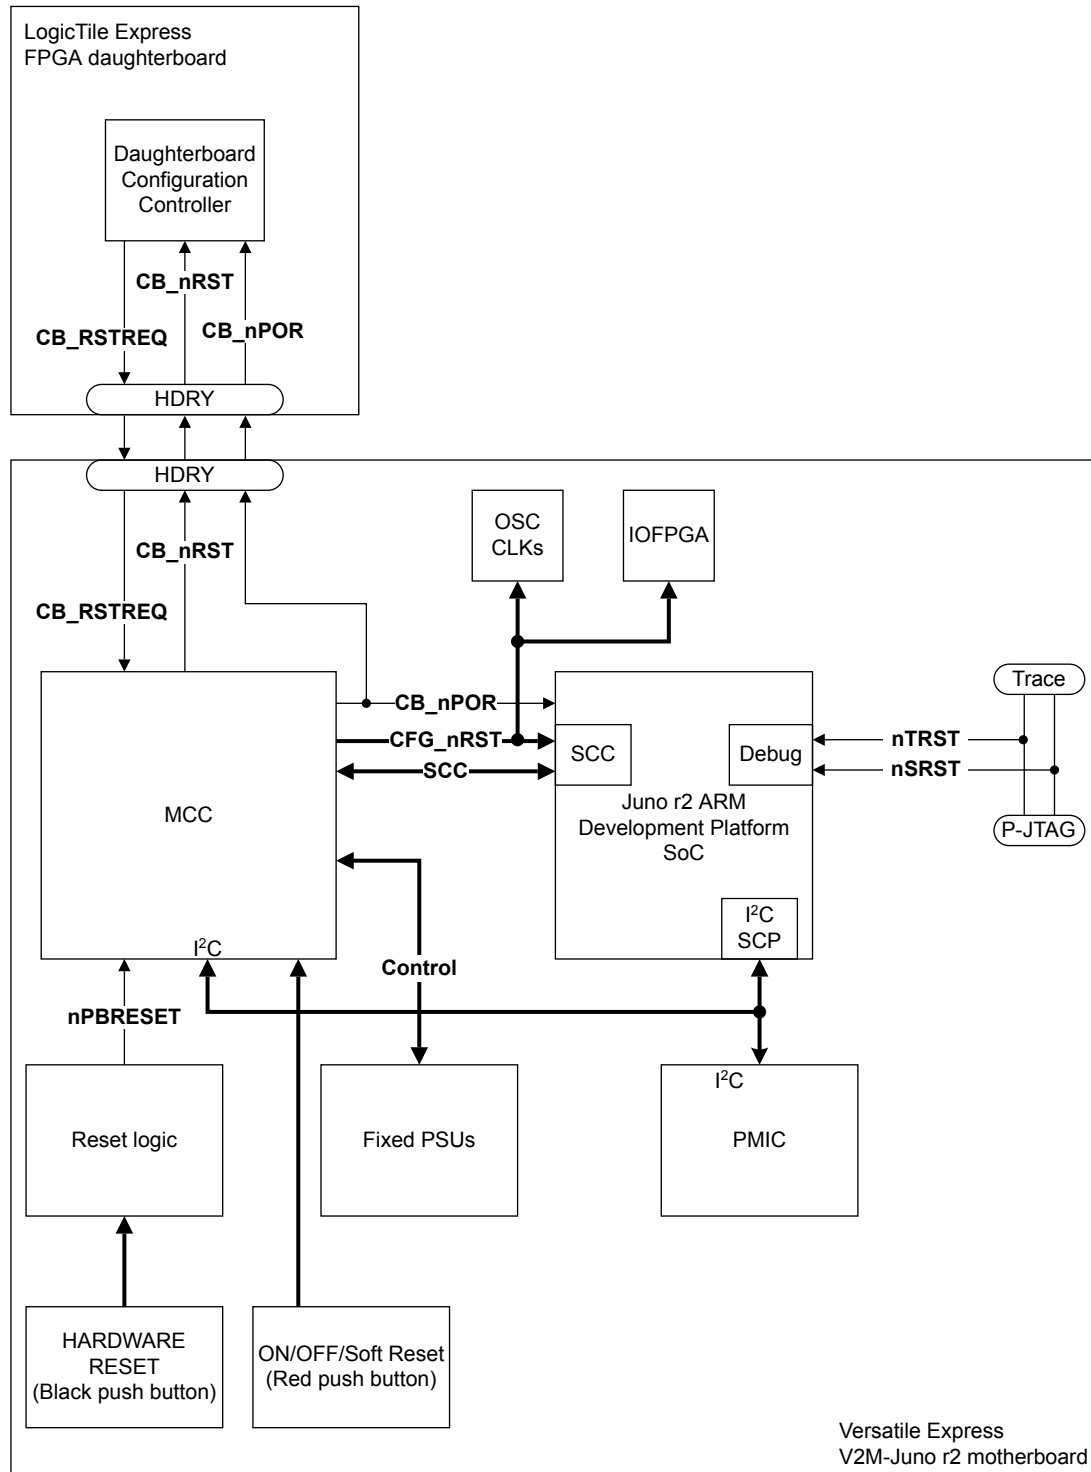 LogicTile Express
FPGA daughterboard
Daughterboard
Configuration
Controller
CB_nRST
CB_RSTREQ
CB_nPOR
HDRY
HDRY
OSC
CLKs
IOFPGA
CB_nRST
CB_RSTREQ
MCC
I²C
CB_nPOR
CFG_nRST
SCC
SCC
Debug
Juno r2 ARM
Development Platform
SoC
I²C
SCP
nTRST
nSRST
Trace
P-JTAG
Control
nPBRESET
Reset logic
Fixed PSUs
I²C
PMIC
HARDWARE
RESET
(Black push button)
ON/OFF/Soft Reset
(Red push button)
Versatile Express
V2M-Juno r2 motherboard